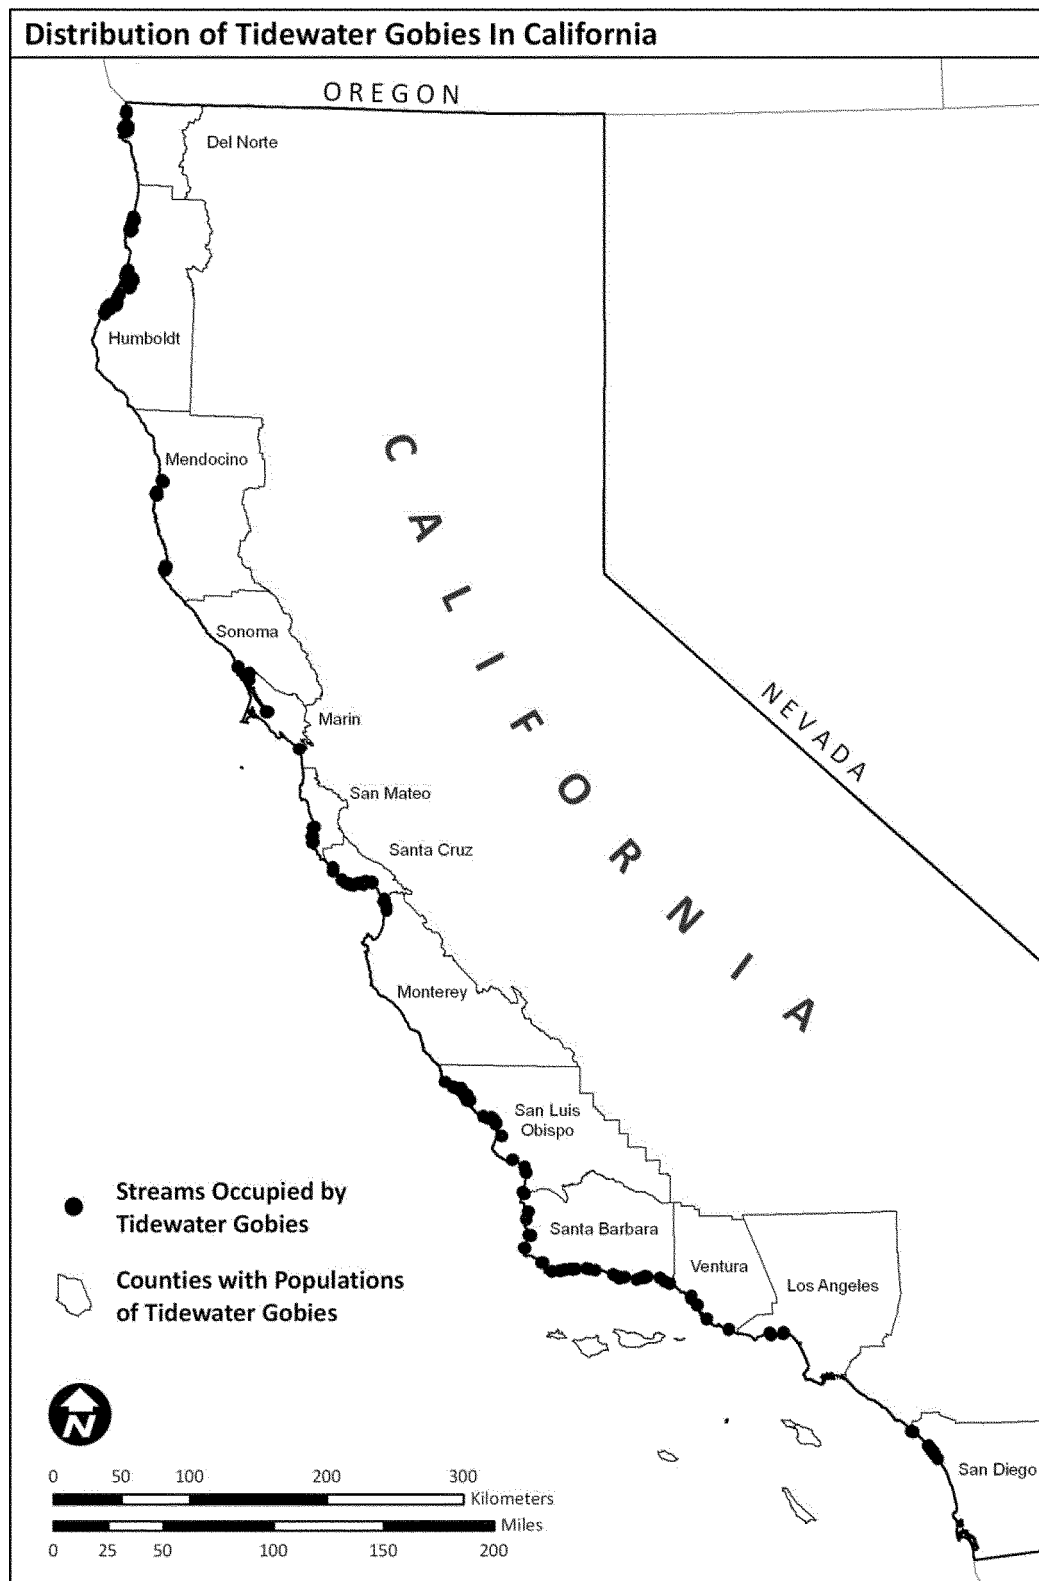 Distribution of Tidewater Gobies In California
OREGON
Del Norte
Humboldt
Mendocino
CALIFORNIA
Sonoma
NEVADA
Marin
San Mateo
Santa Cruz
Monterey
San Luis
Obispo
Streams Occupied by
Tidewater Gobies
Santa Barbara
Ventura
Los Angeles
Counties with Populations
of Tidewater Gobies
N
San Diego
0 50 100 200 300
Kilometers
Miles
0 25 50 100 150 200